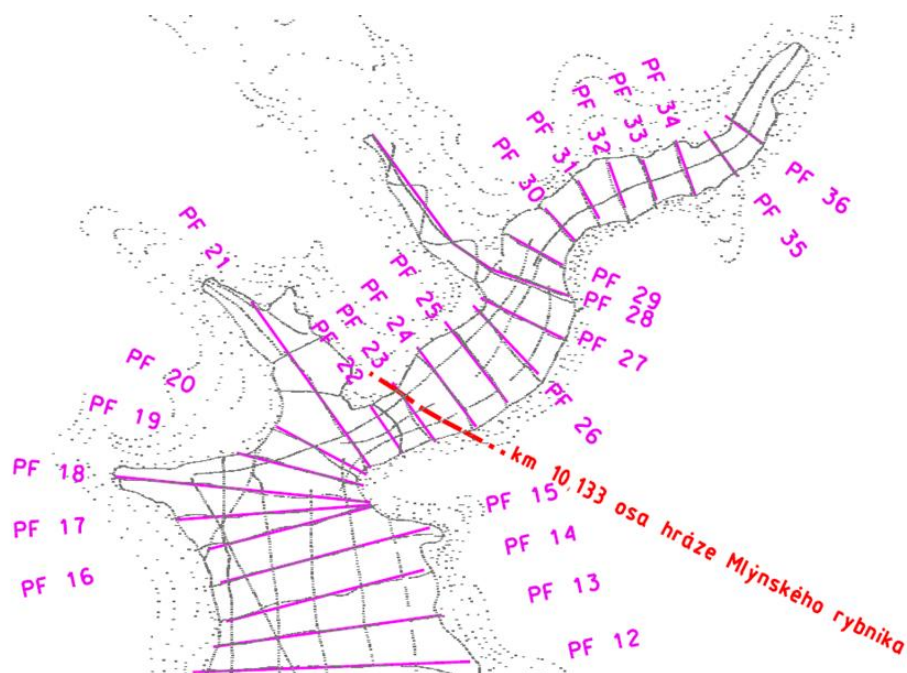 PF 34
PF 33
PF 32
PF 31
PF 30
PF 36
PF 35
PF 21
PF 25
PF 24
PF 23
PF 22
PF 29
PF 28
PF 27
PF 20
PF 19
PF 26
PF 18
km 10,133 osa hráze Mlýnského rybníka
PF 15
PF 17
PF 14
PF 16
PF 13
PF 12